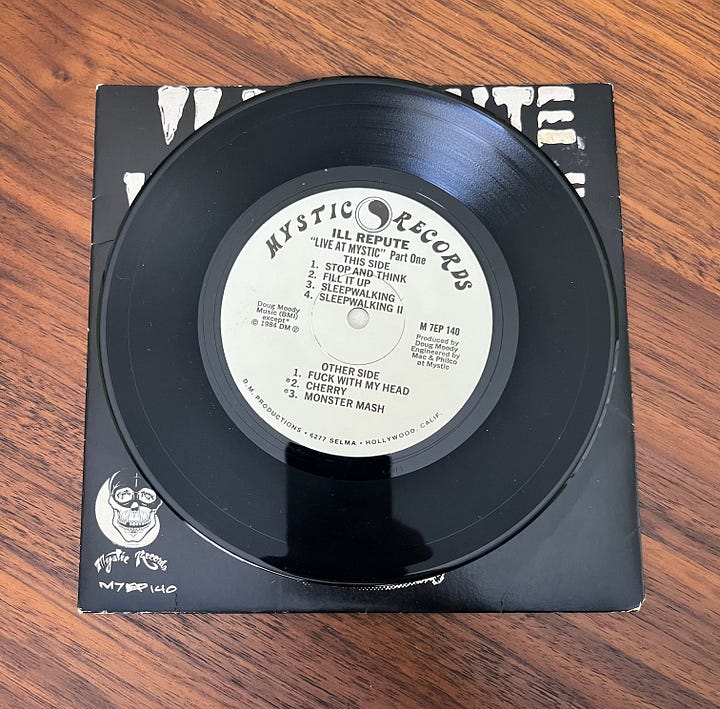 MYSTIC RECORDS
ILL REPUTE
"LIVE AT MYSTIC" Part One
THIS SIDE
1. STOP AND THINK
2. FILL IT UP
3. SLEEPWALKING
4. SLEEPWALKING II
Doug Moody
Music (BMI)
except*
© 1984 DM ℗
M 7EP 140
Produced by
Doug Moody
Engineered by
Mac & Philco
at Mystic
OTHER SIDE
1. FUCK WITH MY HEAD
*2. CHERRY
*3. MONSTER MASH
D.M. PRODUCTIONS • 6277 SELMA • HOLLYWOOD, CALIF.
Mystic Records
M7EP140